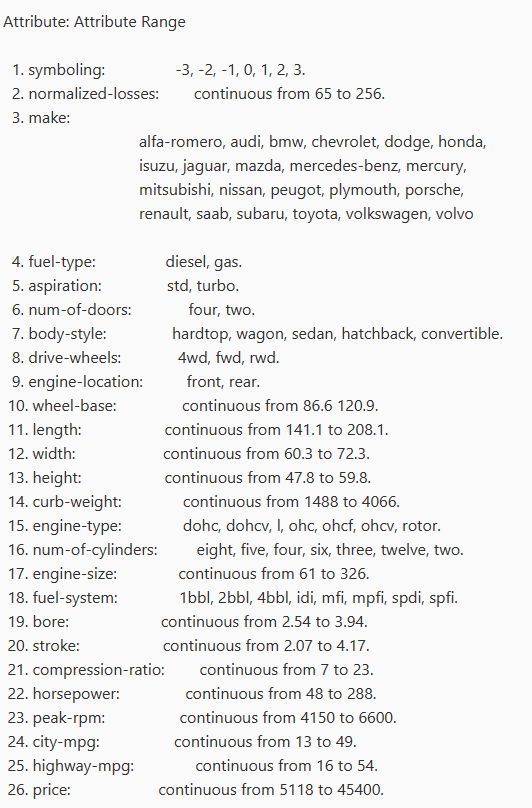 Attribute: Attribute Range
1. symboling: -3, -2, -1, 0, 1, 2, 3.
2. normalized-losses: continuous from 65 to 256.
3. make:
alfa-romero, audi, bmw, chevrolet, dodge, honda,
isuzu, jaguar, mazda, mercedes-benz, mercury,
mitsubishi, nissan, peugot, plymouth, porsche,
renault, saab, subaru, toyota, volkswagen, volvo
4. fuel-type: diesel, gas.
5. aspiration: std, turbo.
6. num-of-doors: four, two.
7. body-style: hardtop, wagon, sedan, hatchback, convertible.
8. drive-wheels: 4wd, fwd, rwd.
9. engine-location: front, rear.
10. wheel-base: continuous from 86.6 120.9.
11. length: continuous from 141.1 to 208.1.
12. width: continuous from 60.3 to 72.3.
13. height: continuous from 47.8 to 59.8.
14. curb-weight: continuous from 1488 to 4066.
15. engine-type: dohc, dohcv, l, ohc, ohcf, ohcv, rotor.
16. num-of-cylinders: eight, five, four, six, three, twelve, two.
17. engine-size: continuous from 61 to 326.
18. fuel-system: 1bbl, 2bbl, 4bbl, idi, mfi, mpfi, spdi, spfi.
19. bore: continuous from 2.54 to 3.94.
20. stroke: continuous from 2.07 to 4.17.
21. compression-ratio: continuous from 7 to 23.
22. horsepower: continuous from 48 to 288.
23. peak-rpm: continuous from 4150 to 6600.
24. city-mpg: continuous from 13 to 49.
25. highway-mpg: continuous from 16 to 54.
26. price: continuous from 5118 to 45400.